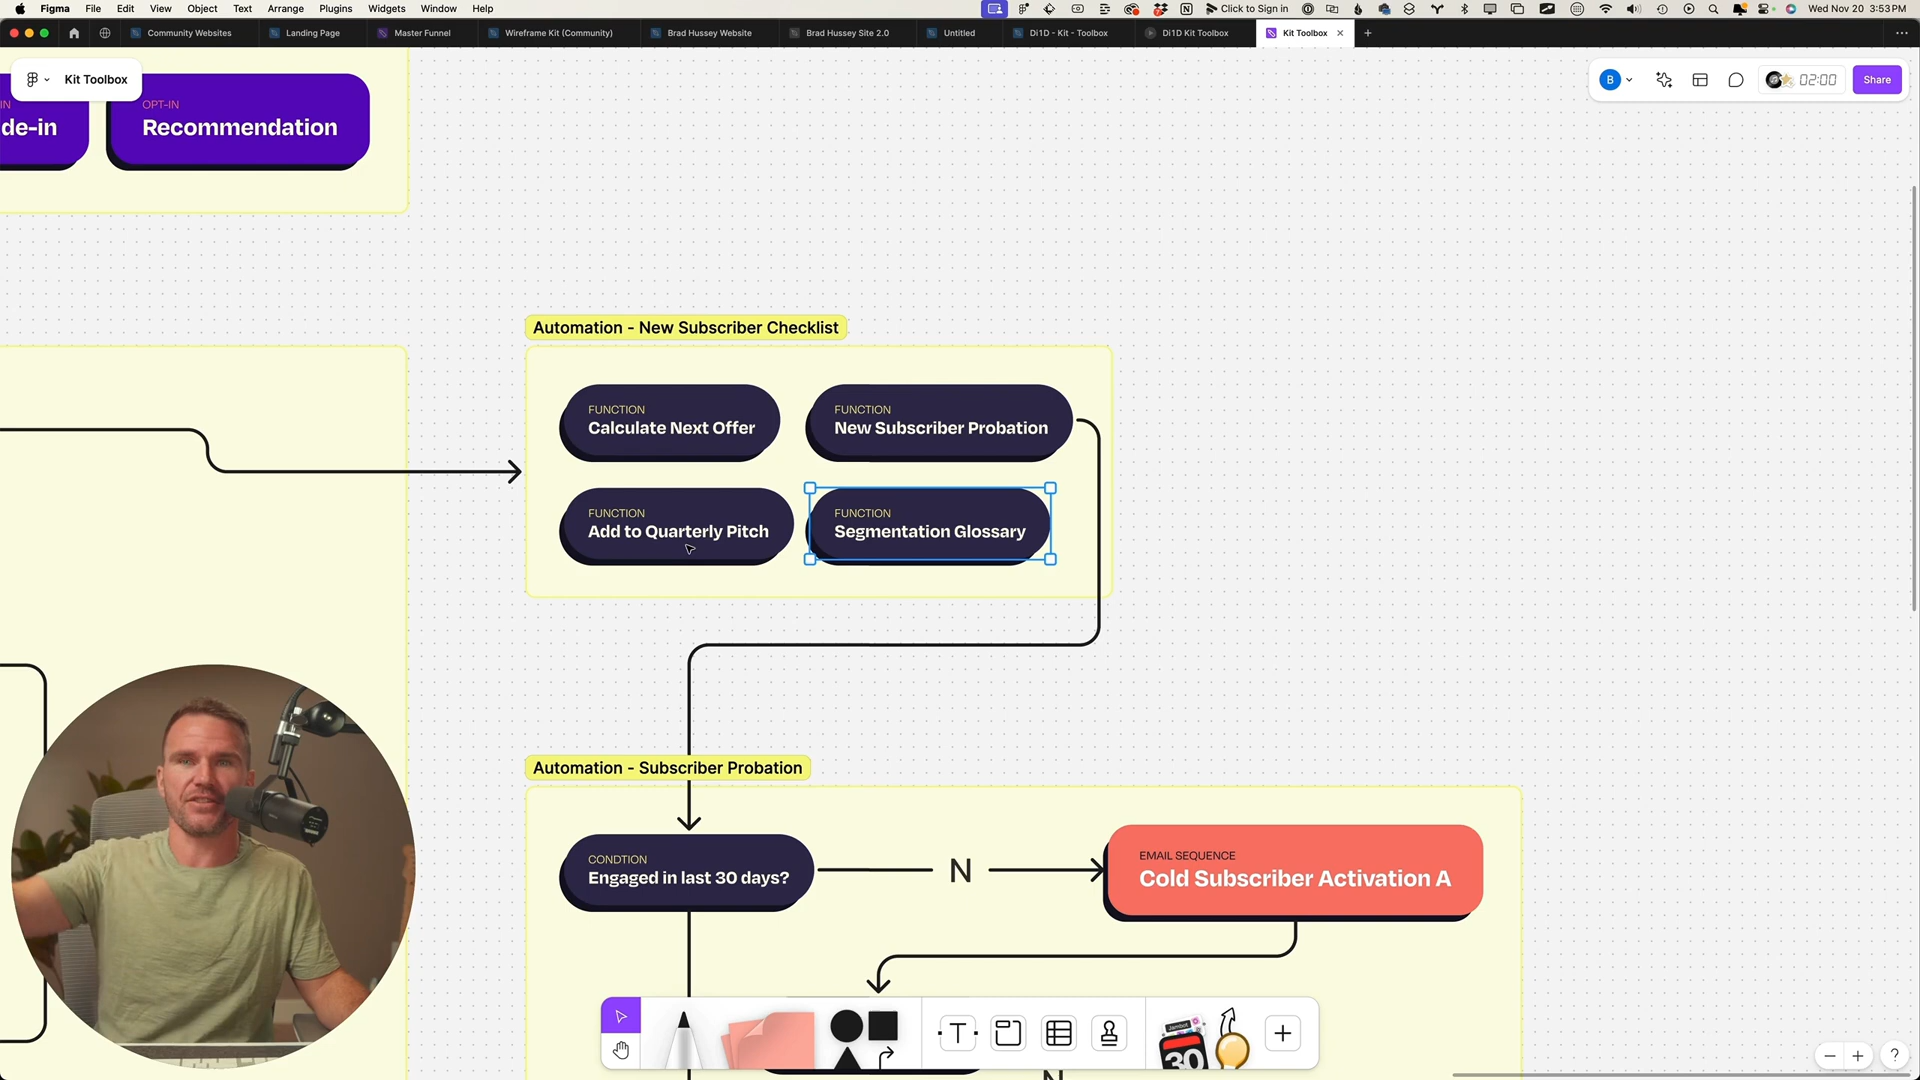 Figma File Edit View Object Text Arrange Plugins Widgets Window Help
Click to Sign in
Wed Nov 20 3:53 PM
Community Websites
Landing Page
Master Funnel
Wireframe Kit (Community)
Brad Hussey Website
Brad Hussey Site 2.0
Untitled
Di1D - Kit - Toolbox
Di1D Kit Toolbox
Kit Toolbox
Kit Toolbox
B
02:00
Share
IN
de-in
OPT-IN
Recommendation
Automation - New Subscriber Checklist
FUNCTION
Calculate Next Offer
FUNCTION
New Subscriber Probation
FUNCTION
Add to Quarterly Pitch
FUNCTION
Segmentation Glossary
Automation - Subscriber Probation
CONDTION
Engaged in last 30 days?
N
EMAIL SEQUENCE
Cold Subscriber Activation A
T
Jambot
30
N
?